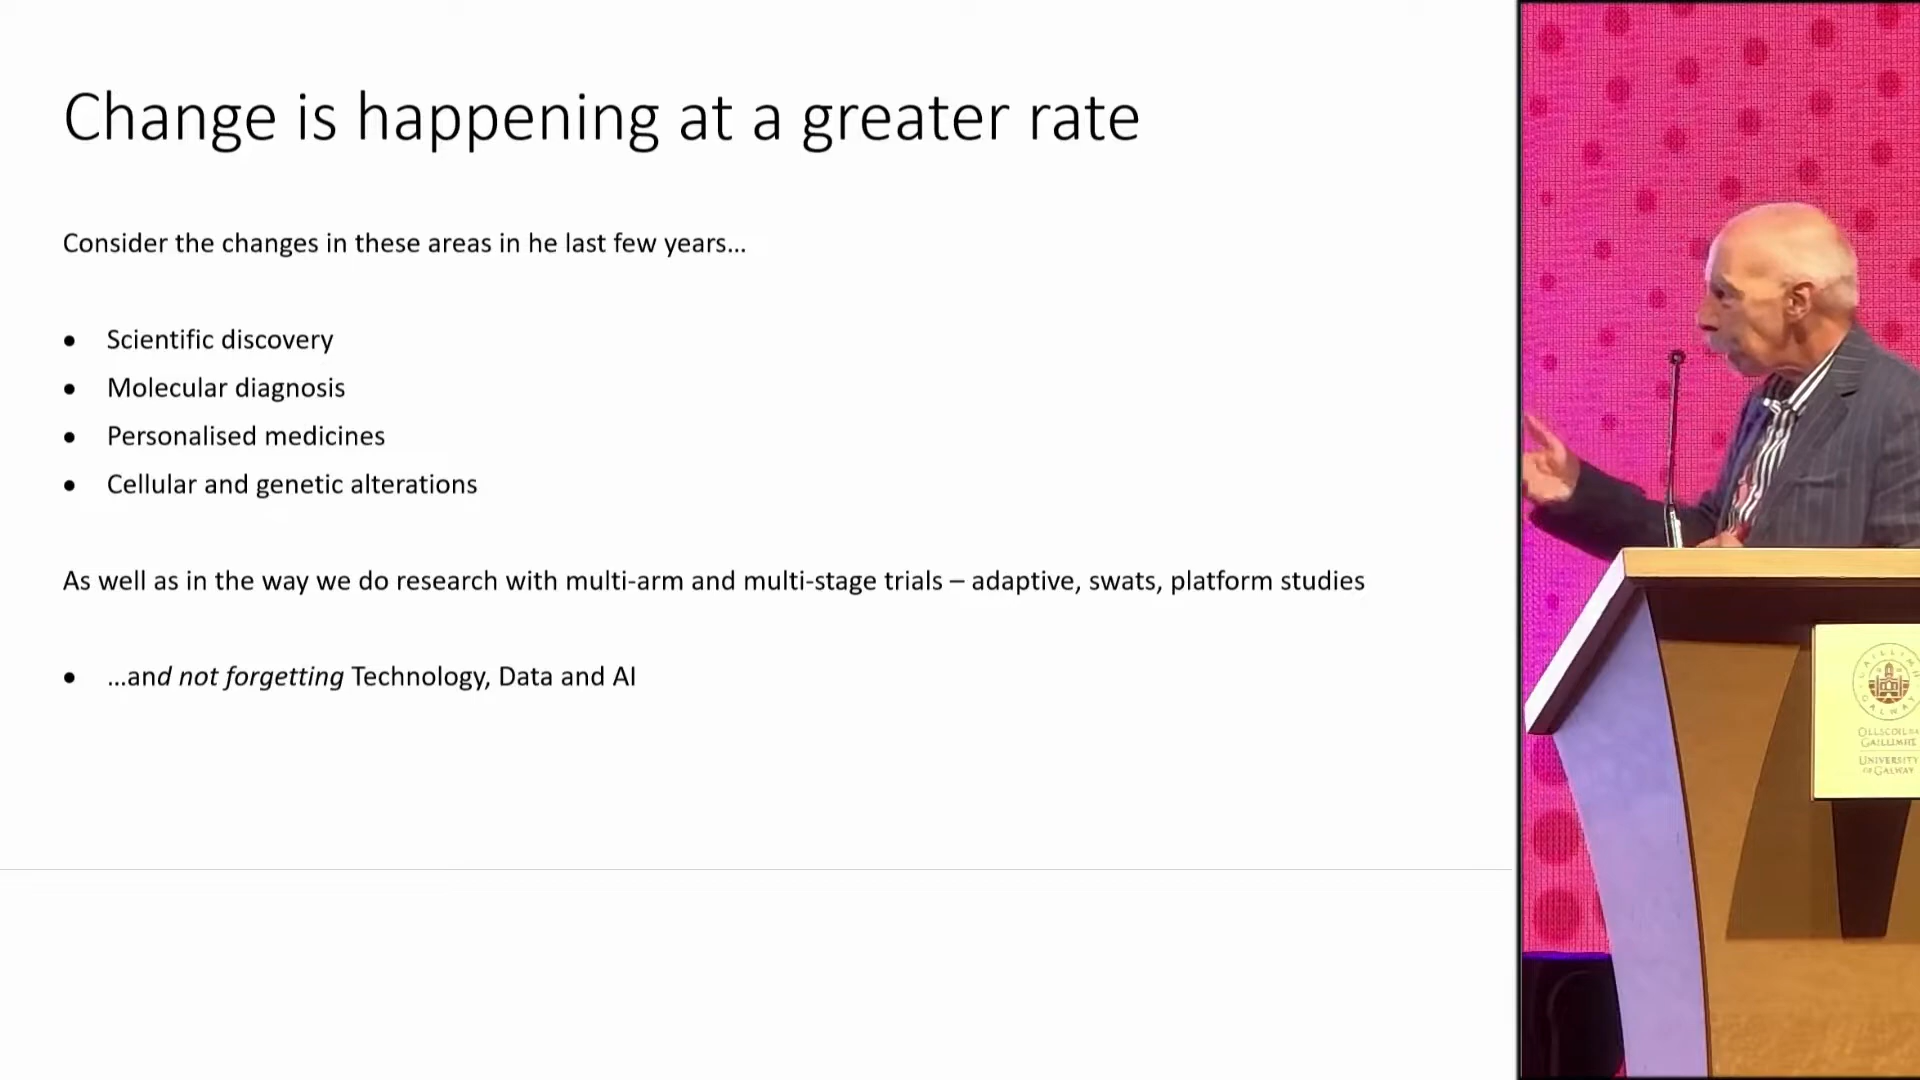 Change is happening at a greater rate
Consider the changes in these areas in he last few years...
• Scientific discovery
• Molecular diagnosis
• Personalised medicines
• Cellular and genetic alterations
As well as in the way we do research with multi-arm and multi-stage trials – adaptive, swats, platform studies
• ...and not forgetting Technology, Data and AI
GAILLIMH
GALWAY
OLLSCOIL NA
GAILLIMHE
UNIVERSITY
OF GALWAY